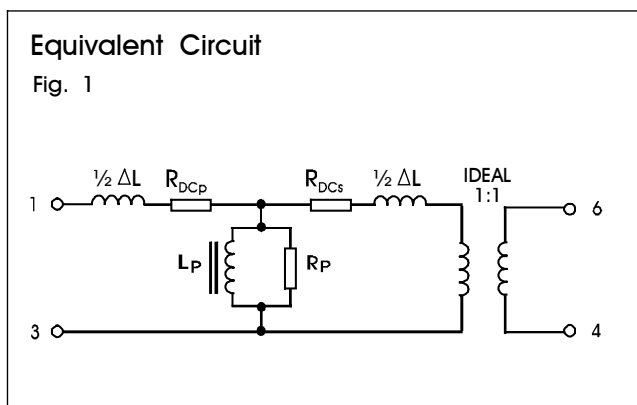 Equivalent Circuit
Fig. 1
½ ΔL R_DCp R_DCs ½ ΔL IDEAL
1:1
1 6
L_P R_P
3 4